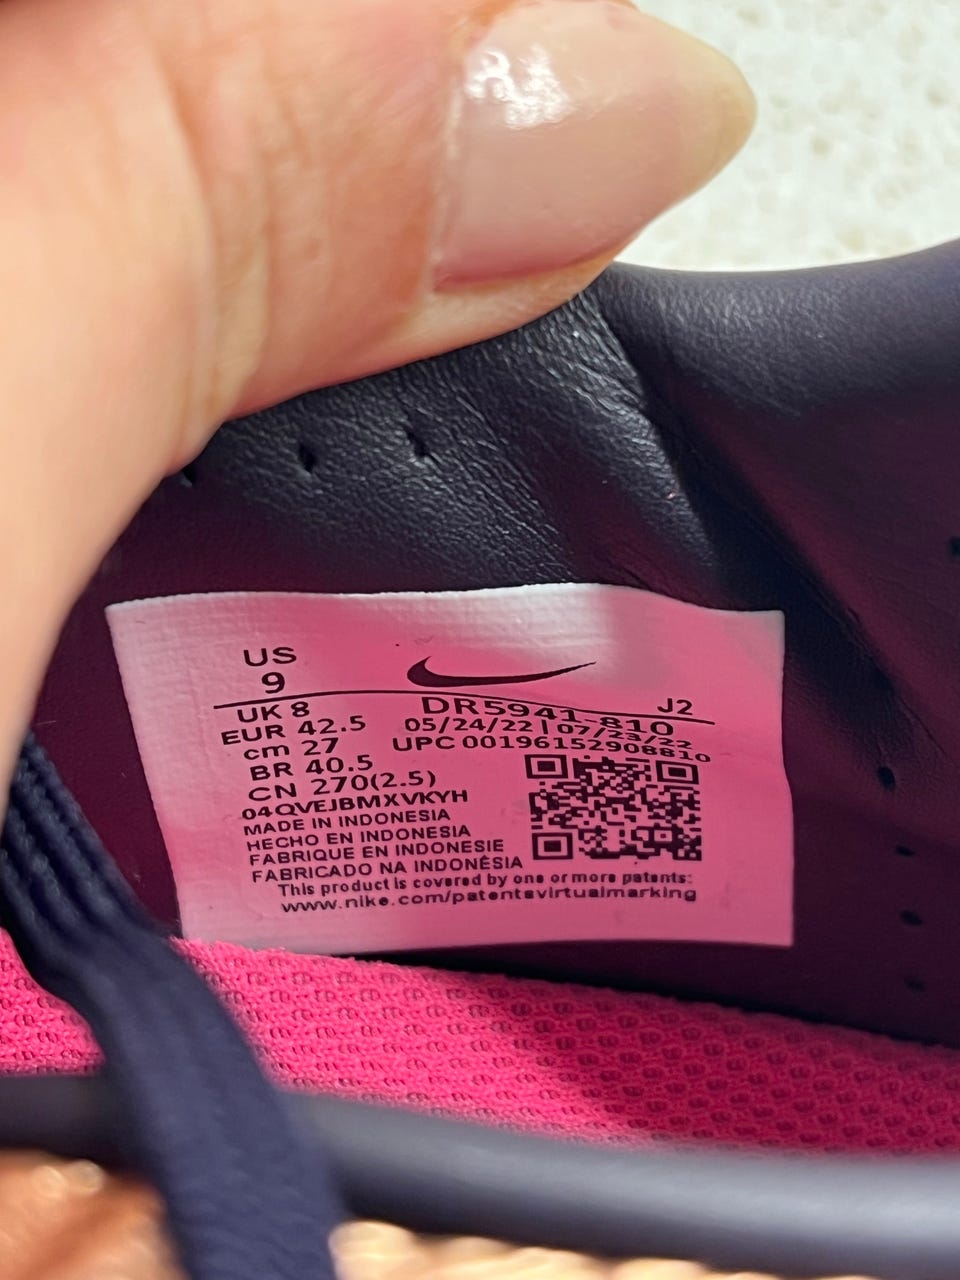 US
9
UK 8
EUR 42.5
cm 27
BR 40.5
CN 270(2.5)
DR5941-810 J2
05/24/22 | 07/23/22
UPC 00196152908810
04QVEJBMXVKYH
MADE IN INDONESIA
HECHO EN INDONESIA
FABRIQUE EN INDONESIE
FABRICADO NA INDONÉSIA
This product is covered by one or more patents:
www.nike.com/patentsvirtualmarking